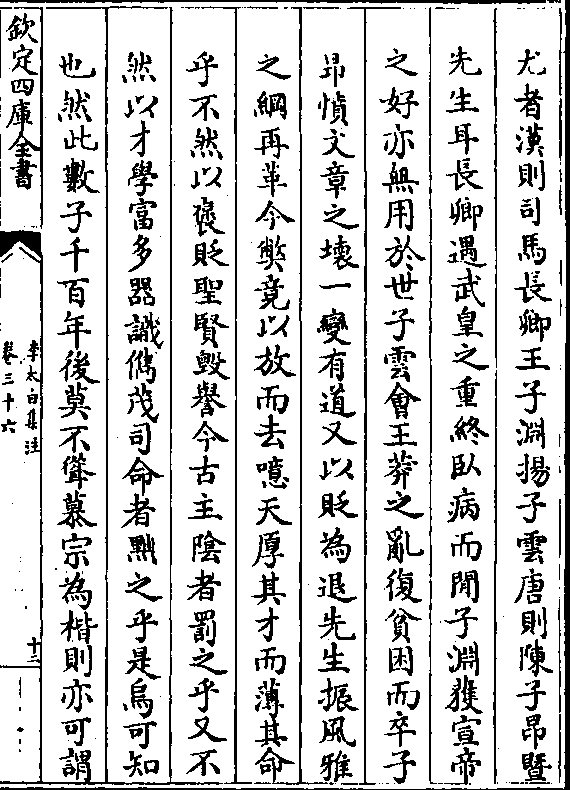 尤者漢則司馬長卿王子淵揚子雲唐則陳子昂曁
先生耳長卿遇武皇之重終臥病而閒子淵獲宣帝
之好亦無用於世子雲會王莽之亂復貧困而卒子
昂憤文章之壞一變有道又以貶為退先生振風雅
之綱再革今弊竟以放而去噫天厚其才而薄其命
乎不然以褒貶聖賢毀譽今古主陰者罰之乎又不
然以才學富多器識儁茂司命者黜之乎是烏可知
也然此數子千百年後莫不聳慕宗為楷則亦可謂
欽定四庫全書
李太白集注
卷三十六
十三